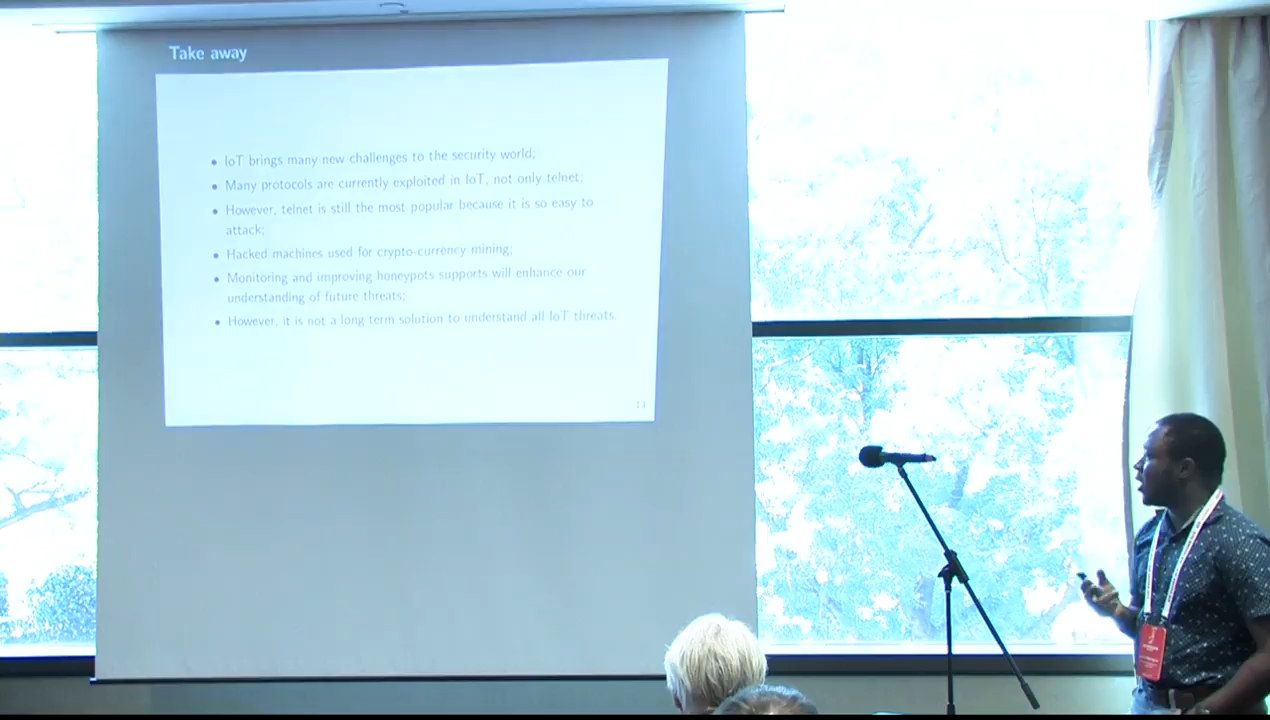 Take away
• IoT brings many new challenges to the security world;
• Many protocols are currently exploited in IoT, not only telnet;
• However, telnet is still the most popular because it is so easy to
attack;
• Hacked machines used for crypto-currency mining;
• Monitoring and improving honeypots supports will enhance our
understanding of future threats;
• However, it is not a long term solution to understand all IoT threats